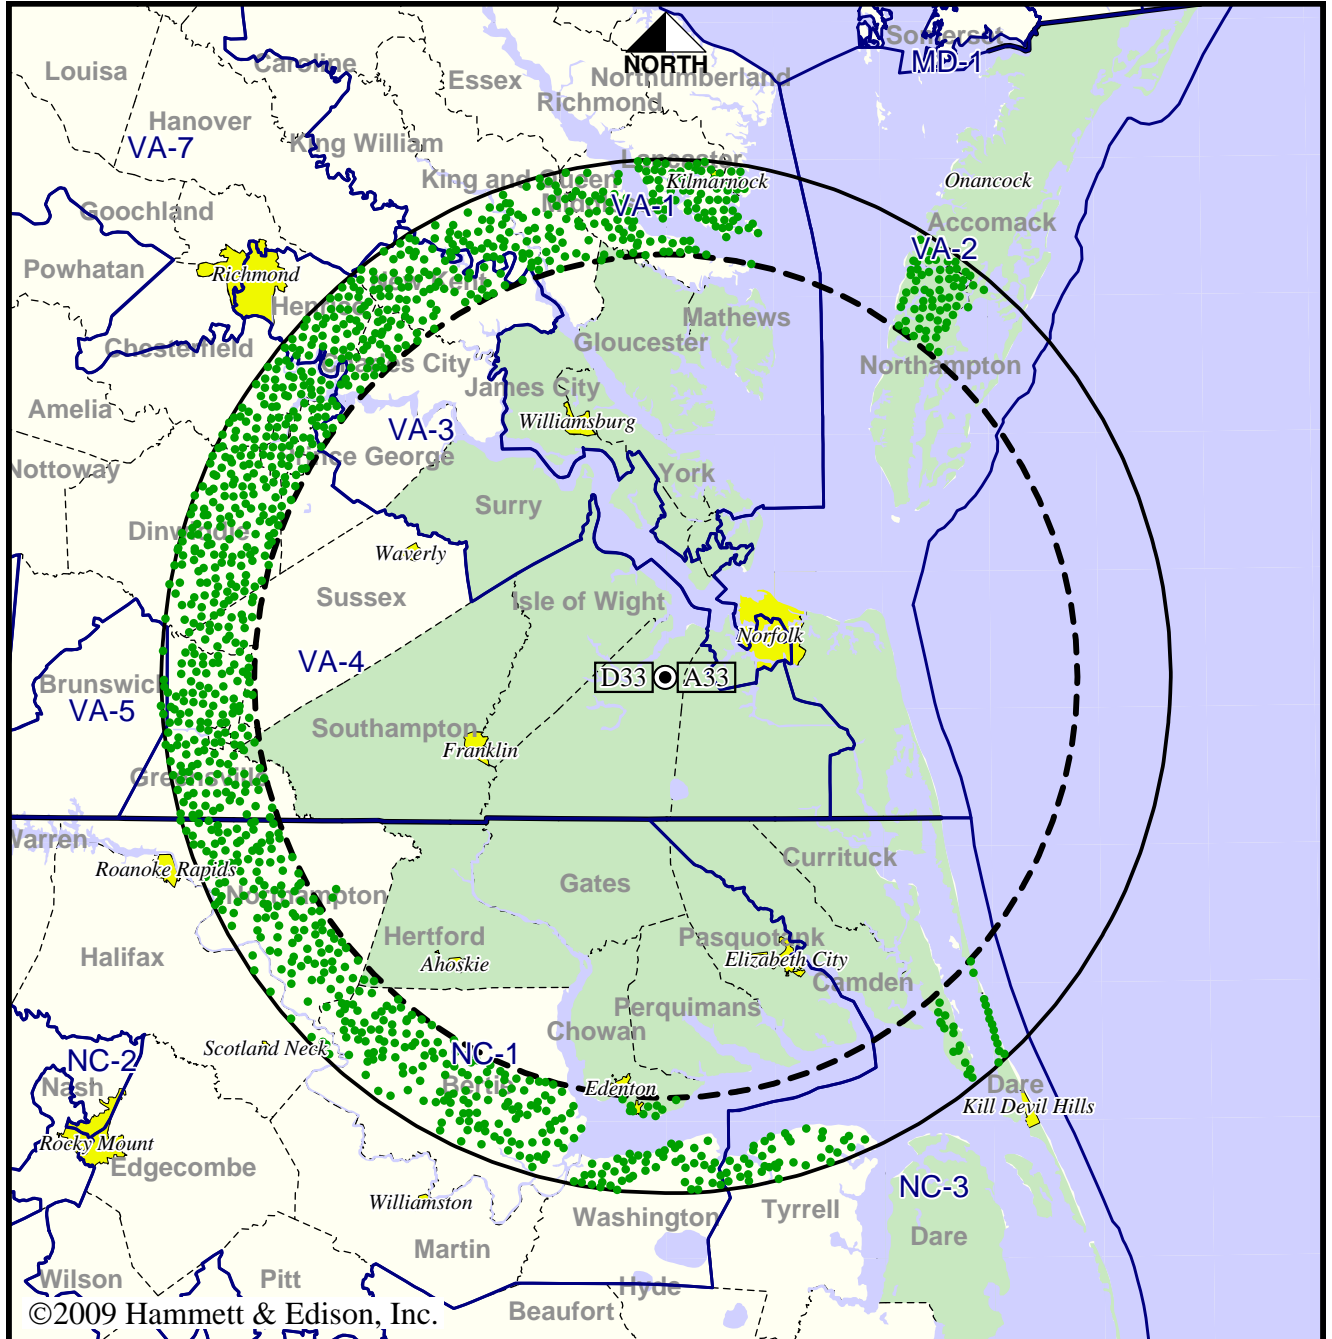 NORTH
Somerset
MD-1
Louisa
Caroline
Essex
Northumberland
Richmond
Hanover
VA-7
King William
Lancaster
King and Queen
Kilmarnock
Onancock
Middlesex
VA-1
Goochland
Accomack
VA-2
Powhatan
Richmond
New Kent
Henrico
Mathews
Gloucester
Chesterfield
Charles City
Northampton
James City
Amelia
Williamsburg
VA-3
Prince George
Nottoway
York
Surry
Dinwiddie
Waverly
Sussex
Isle of Wight
Norfolk
VA-4
D33
A33
Brunswick
VA-5
Southampton
Franklin
Greensville
Warren
Roanoke Rapids
Currituck
Gates
Northampton
Hertford
Pasquotank
Halifax
Ahoskie
Elizabeth City
Camden
Perquimans
Chowan
Scotland Neck
NC-1
NC-2
Nash
Bertie
Edenton
Dare
Kill Devil Hills
Rocky Mount
Edgecombe
NC-3
Williamston
Washington
Tyrrell
Martin
Dare
Wilson
Pitt
Hyde
Beaufort
©2009 Hammett & Edison, Inc.